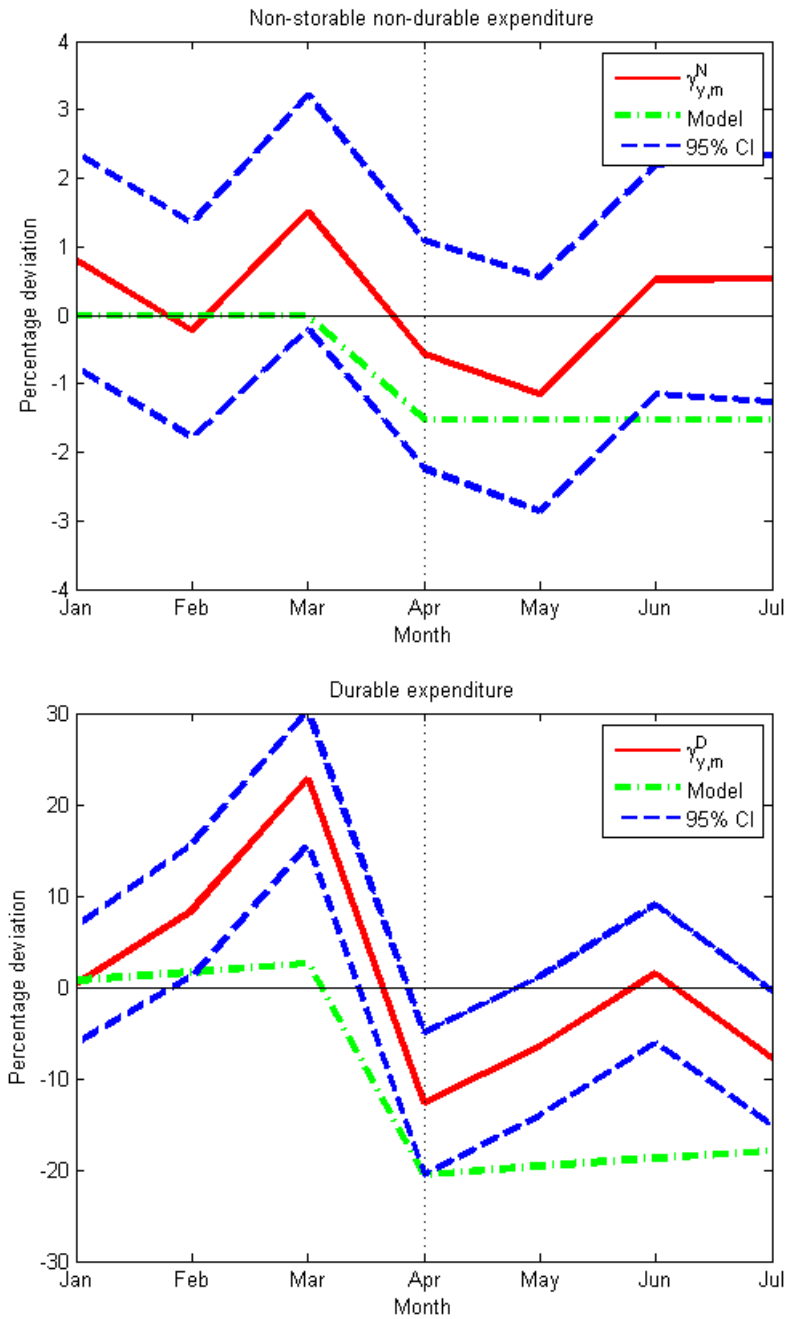 Non-storable non-durable expenditure
4
3
2
1
0
-1
-2
-3
-4
Percentage deviation
γ^N_y,m
Model
95% CI
Jan Feb Mar Apr May Jun Jul
Month
Durable expenditure
30
20
10
0
-10
-20
-30
Percentage deviation
γ^D_y,m
Model
95% CI
Jan Feb Mar Apr May Jun Jul
Month